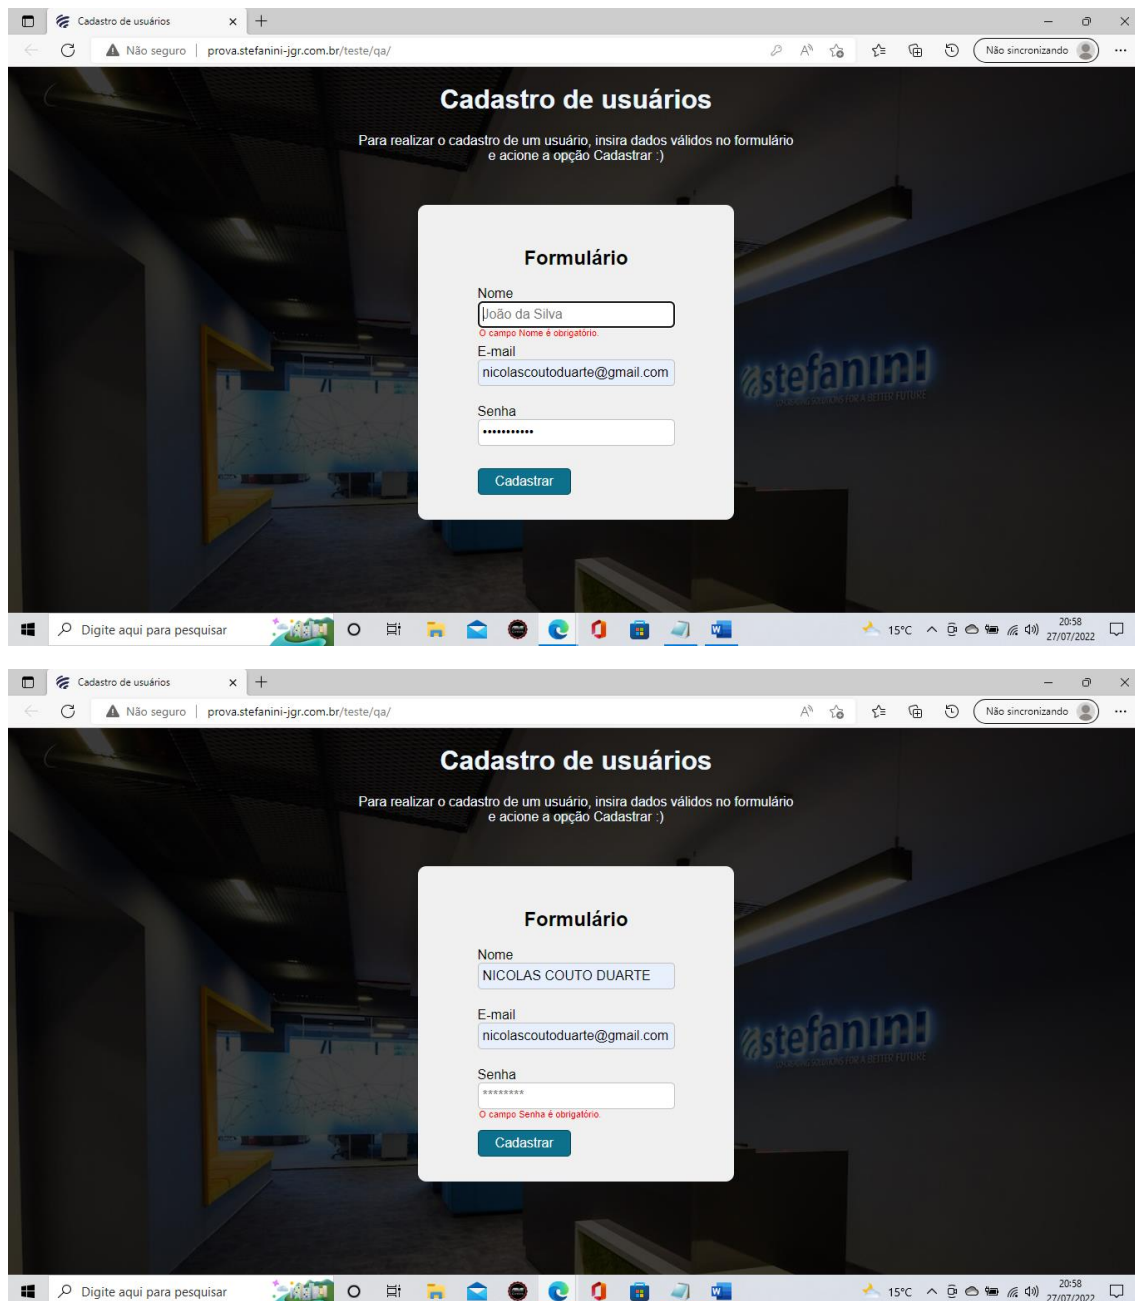 Cadastro de usuários
Não seguro | prova.stefanini-jgr.com.br/teste/qa/
Não sincronizando
Cadastro de usuários
Para realizar o cadastro de um usuário, insira dados válidos no formulário
e acione a opção Cadastrar :)
Formulário
Nome
João da Silva
O campo Nome é obrigatório.
E-mail
nicolascoutoduarte@gmail.com
Senha
•••••••••••
Cadastrar
stefanini
Digite aqui para pesquisar
15°C
20:58
27/07/2022
Cadastro de usuários
Não seguro | prova.stefanini-jgr.com.br/teste/qa/
Não sincronizando
Cadastro de usuários
Para realizar o cadastro de um usuário, insira dados válidos no formulário
e acione a opção Cadastrar :)
Formulário
Nome
NICOLAS COUTO DUARTE
E-mail
nicolascoutoduarte@gmail.com
Senha
********
O campo Senha é obrigatório.
Cadastrar
stefanini
Digite aqui para pesquisar
15°C
20:58
27/07/2022